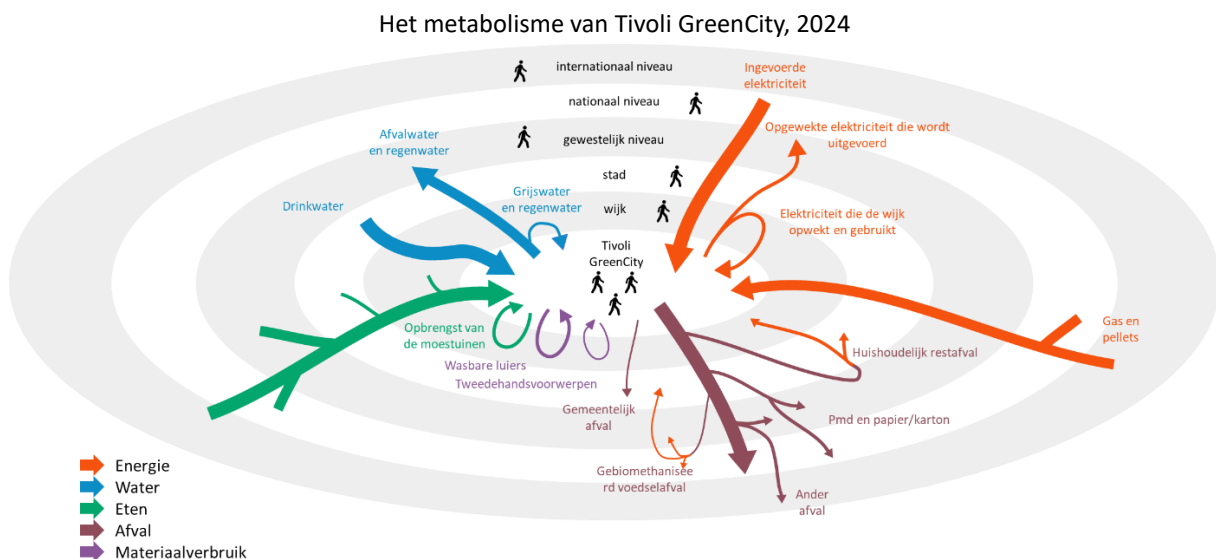 Het metabolisme van Tivoli GreenCity, 2024
internationaal niveau
nationaal niveau
gewestelijk niveau
stad
wijk
Tivoli
GreenCity
Ingevoerde
elektriciteit
Opgewekte elektriciteit die wordt
uitgevoerd
Elektriciteit die de wijk
opwekt en gebruikt
Afvalwater
en regenwater
Grijswater
en regenwater
Drinkwater
Opbrengst van
de moestuinen
Wasbare luiers
Tweedehandsvoorwerpen
Gas en
pellets
Huishoudelijk restafval
Gemeentelijk
afval
Pmd en papier/karton
Gebiomethanisee
rd voedselafval
Ander
afval
Energie
Water
Eten
Afval
Materiaalverbruik